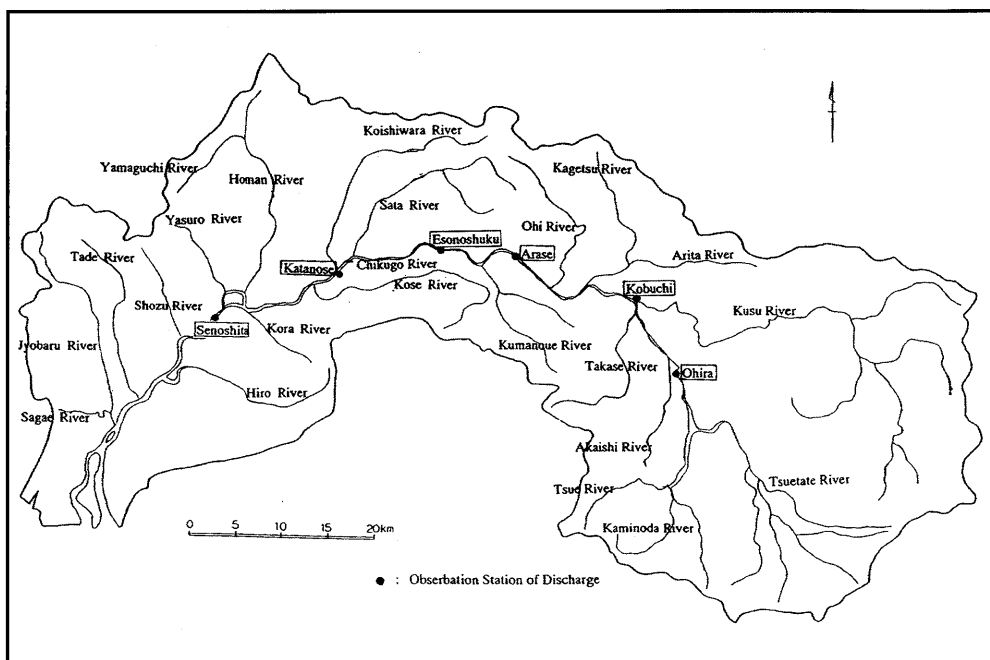 Koishiwara River
Yamaguchi River
Homan River
Kagetsu River
Sata River
Yasuro River
Ohi River
Esonoshuku
Tade River
Arase
Arita River
Katanose
Chikugo River
Kose River
Kobuchi
Shozu River
Kusu River
Senoshita
Kora River
Jyobaru River
Kumanoue River
Takase River
Ohira
Hiro River
Sagae River
Akaishi River
Tsue River
Tsuetate River
Kaminoda River
0 5 10 20km
● : Obserbation Station of Discharge